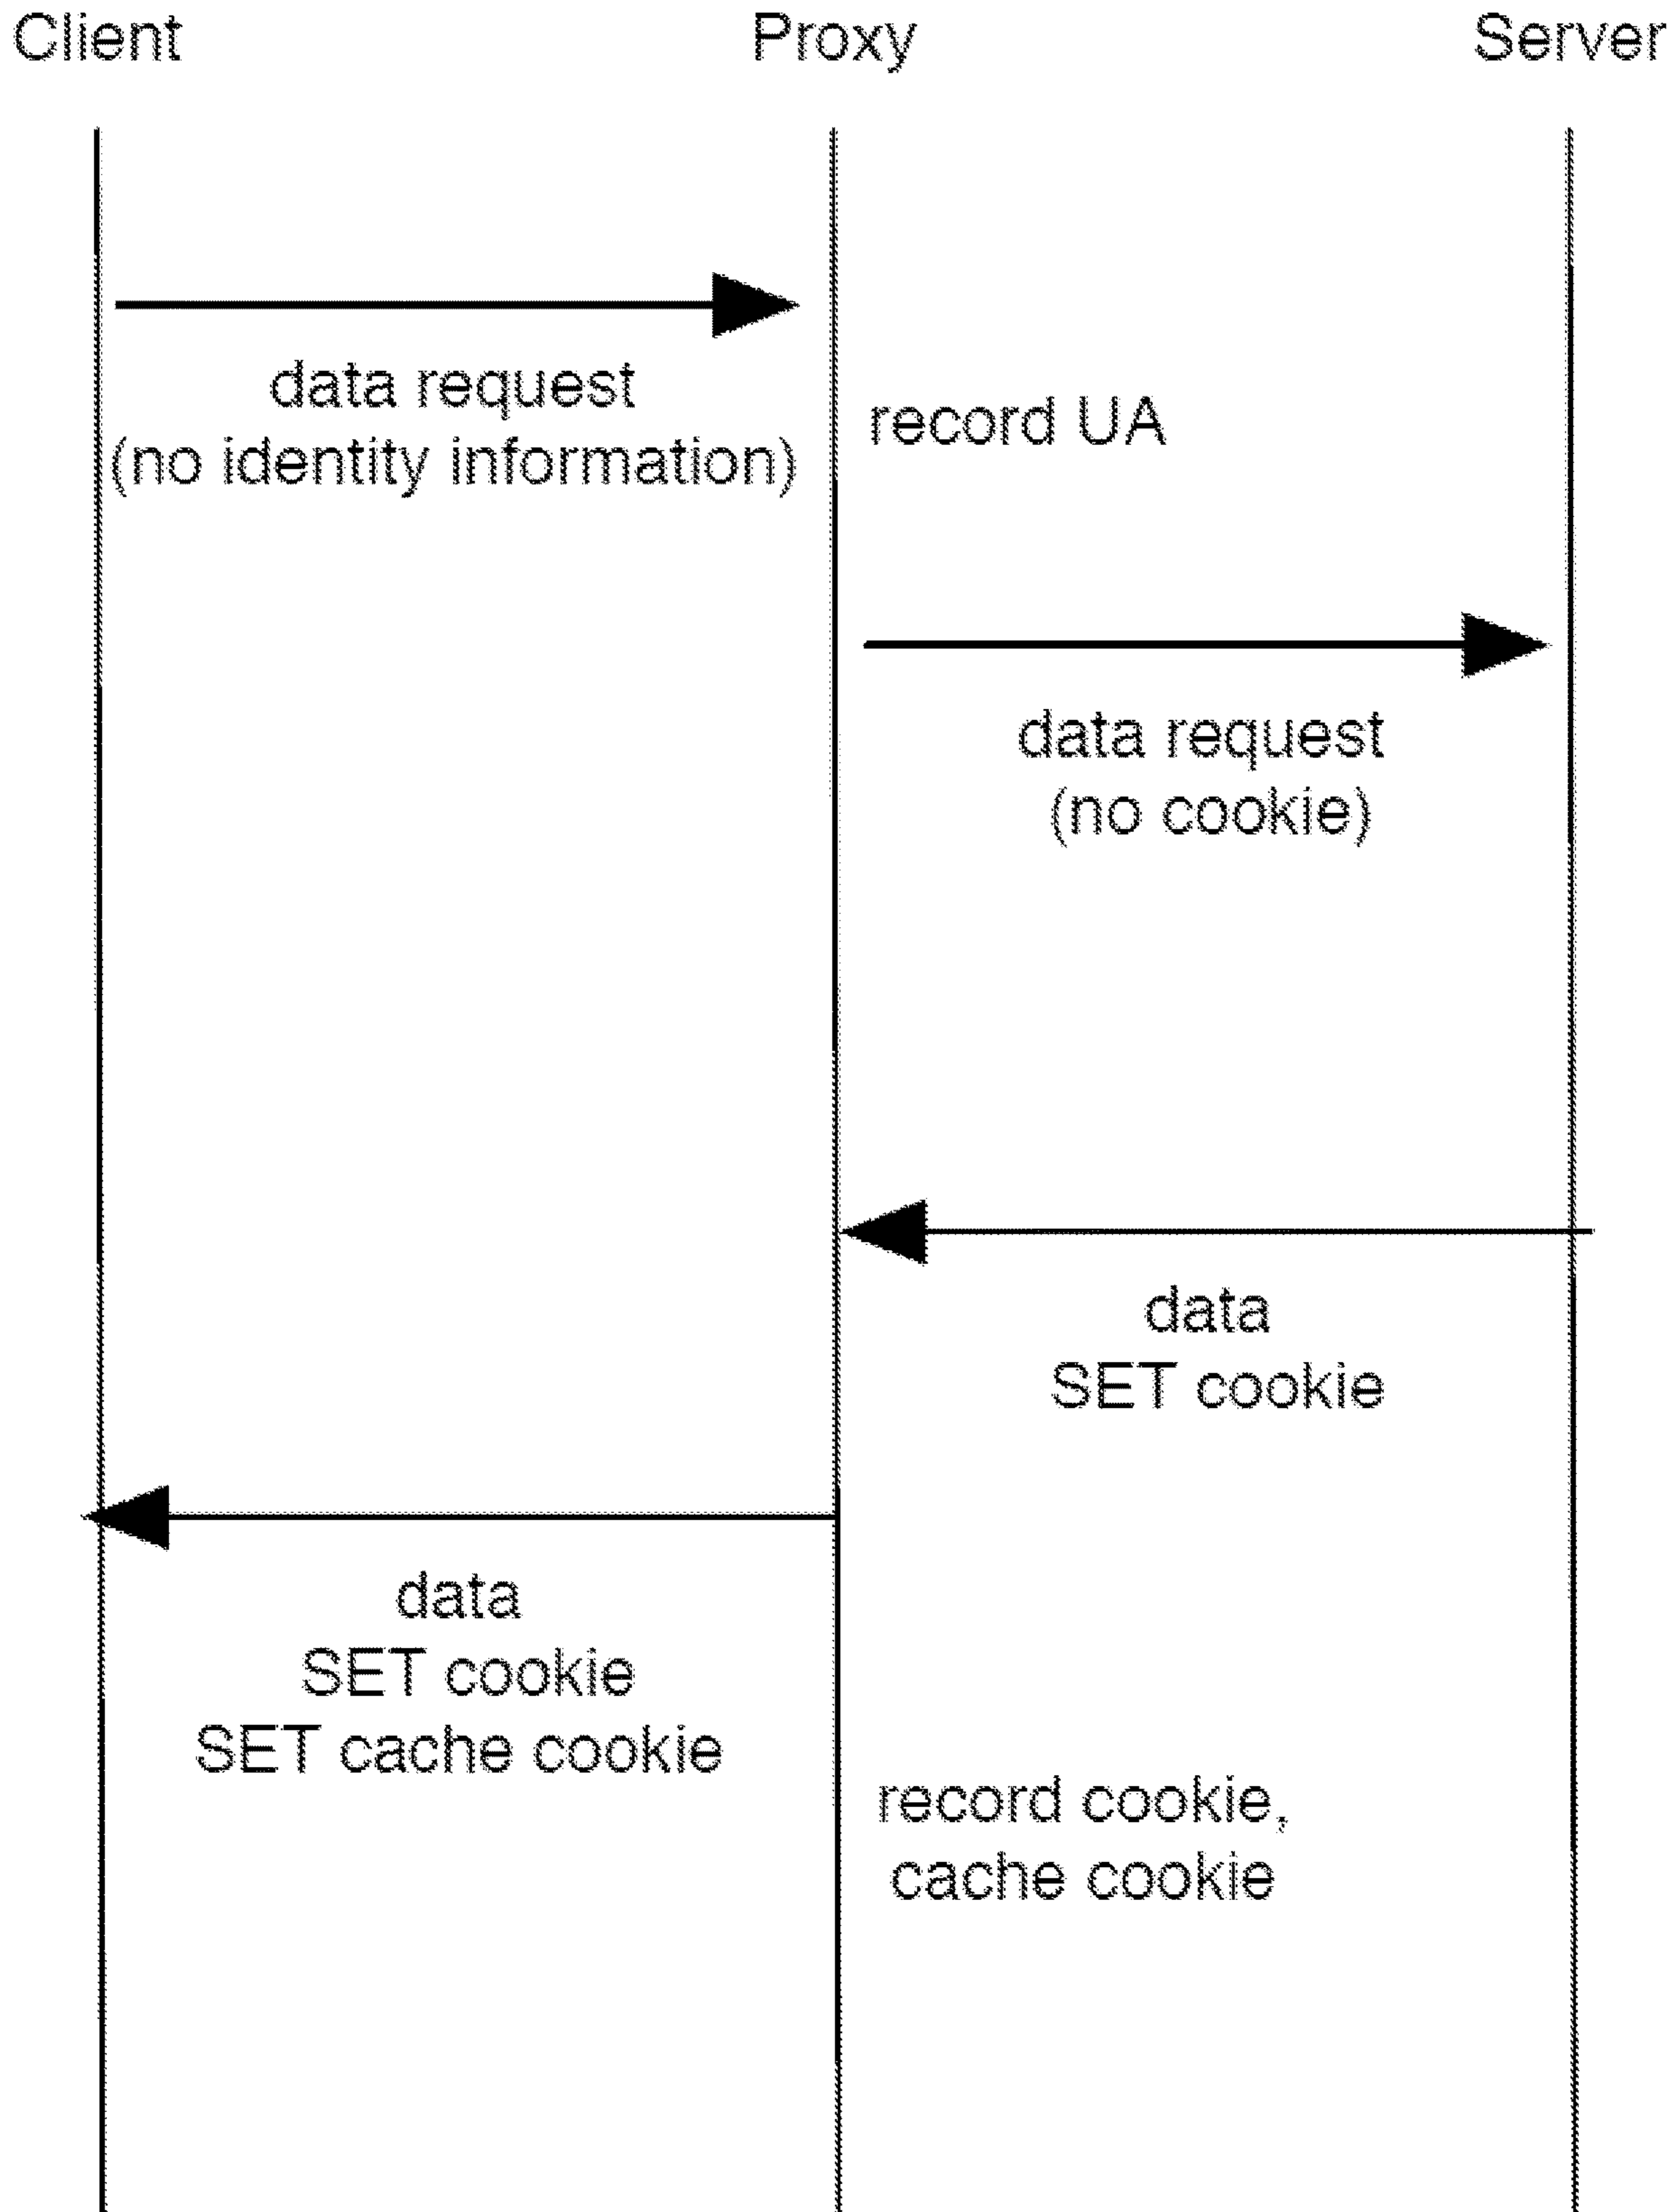 Client
Proxy
Server
data request
(no identity information)
record UA
data request
(no cookie)
data
SET cookie
data
SET cookie
SET cache cookie
record cookie,
cache cookie